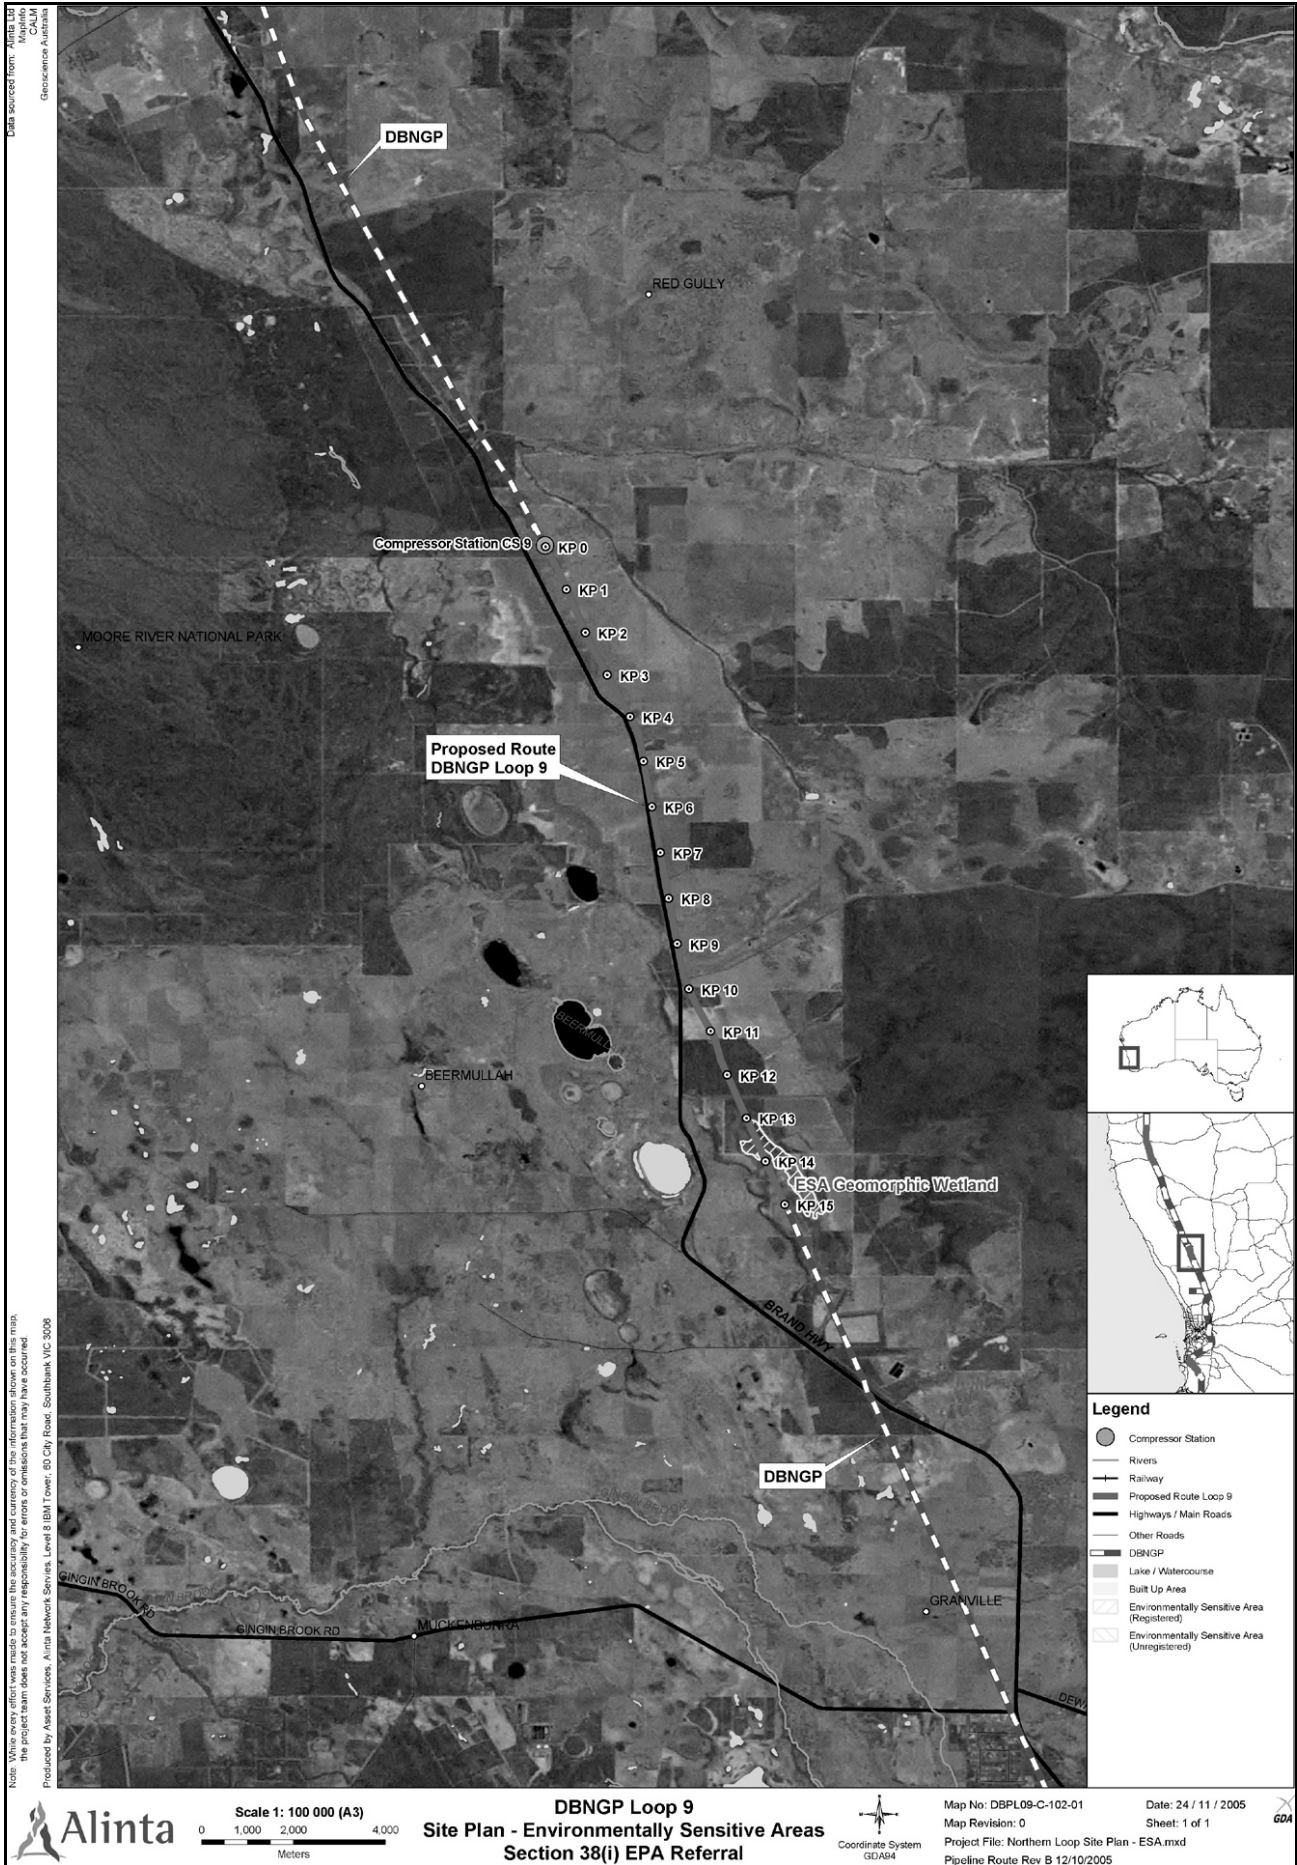 Data sourced from: Alinta Ltd
MapInfo
CALM
Geoscience Australia
DBNGP
RED GULLY
Compressor Station CS 9
KP 0
KP 1
KP 2
MOORE RIVER NATIONAL PARK
KP 3
KP 4
Proposed Route
DBNGP Loop 9
KP 5
KP 6
KP 7
KP 8
KP 9
KP 10
KP 11
BEERMULLAH
KP 12
KP 13
KP 14
ESA Geomorphic Wetland
KP 15
BRAND HWY
DBNGP
GINGIN BROOK RD
GRANVILLE
MUCKENBURRA
GINGIN BROOK RD
Legend
Compressor Station
Rivers
Railway
Proposed Route Loop 9
Highways / Main Roads
Other Roads
DBNGP
Lake / Watercourse
Built Up Area
Environmentally Sensitive Area
(Registered)
Environmentally Sensitive Area
(Unregistered)
Note: While every effort was made to ensure the accuracy and currency of the information shown on this map,
the project team does not accept any responsibility for errors or omissions that may have occurred.
Produced by Asset Services, Alinta Network Servies, Level 8 IBM Tower, 60 City Road, Southbank VIC 3006
Alinta
Scale 1: 100 000 (A3)
0 1,000 2,000 4,000
Meters
DBNGP Loop 9
Site Plan - Environmentally Sensitive Areas
Section 38(i) EPA Referral
Coordinate System
GDA94
Map No: DBPL09-C-102-01
Date: 24 / 11 / 2005
Map Revision: 0
Sheet: 1 of 1
Project File: Northern Loop Site Plan - ESA.mxd
Pipeline Route Rev B 12/10/2005
GDA